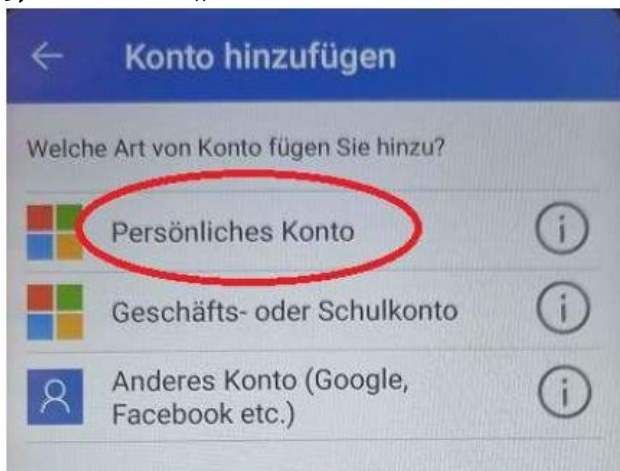 Konto hinzufügen
Welche Art von Konto fügen Sie hinzu?
Persönliches Konto
Geschäfts- oder Schulkonto
Anderes Konto (Google,
Facebook etc.)